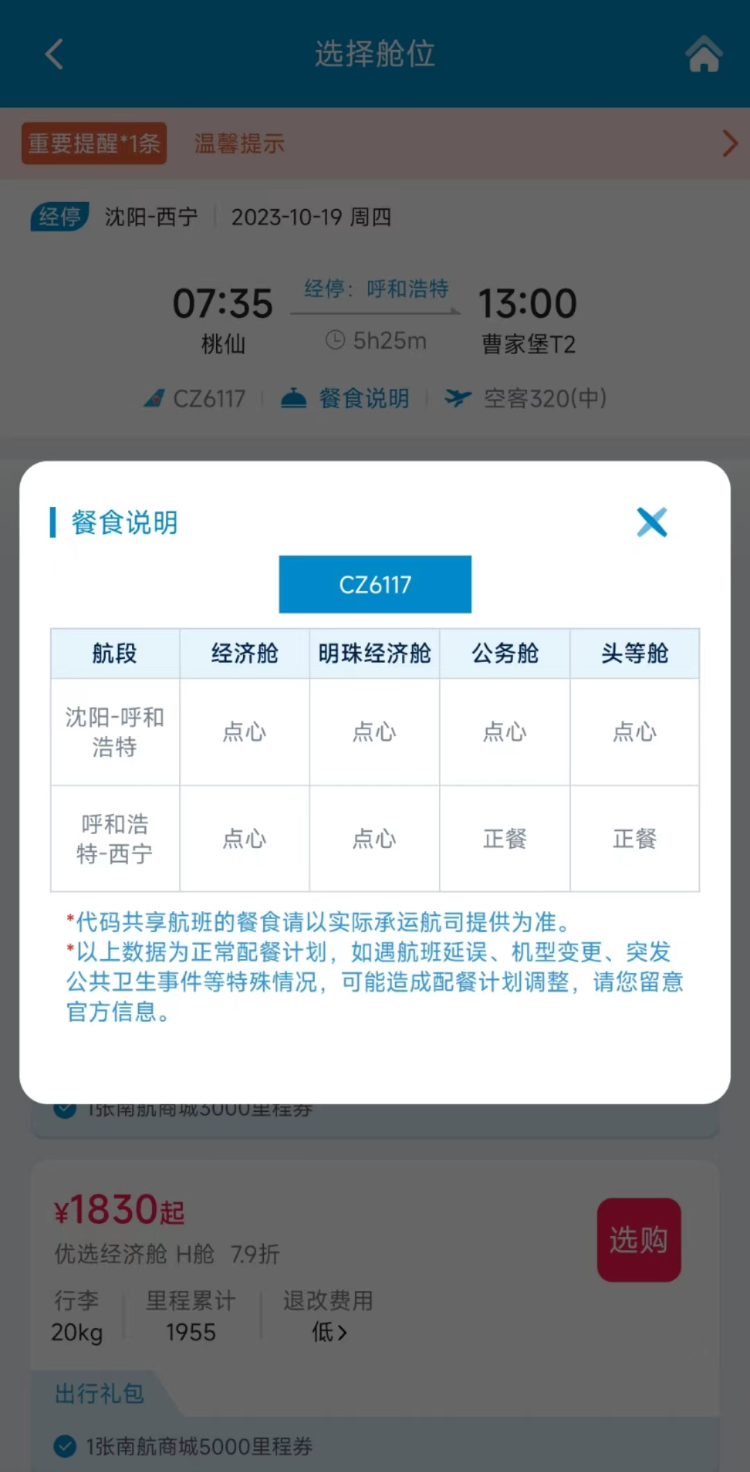 选择舱位
重要提醒*1条 温馨提示
经停 沈阳-西宁 2023-10-19 周四
07:35 经停：呼和浩特 13:00
桃仙 5h25m 曹家堡T2
CZ6117 餐食说明 空客320(中)
餐食说明
CZ6117
航段 经济舱 明珠经济舱 公务舱 头等舱
沈阳-呼和
浩特
点心 点心 点心 点心
呼和浩
特-西宁
点心 点心 正餐 正餐
*代码共享航班的餐食请以实际承运航司提供为准。
*以上数据为正常配餐计划，如遇航班延误、机型变更、突发
公共卫生事件等特殊情况，可能造成配餐计划调整，请您留意
官方信息。
1张南航商城3000里程券
¥1830起
优选经济舱 H舱 7.9折
选购
行李 里程累计 退改费用
20kg 1955 低
出行礼包
1张南航商城5000里程券